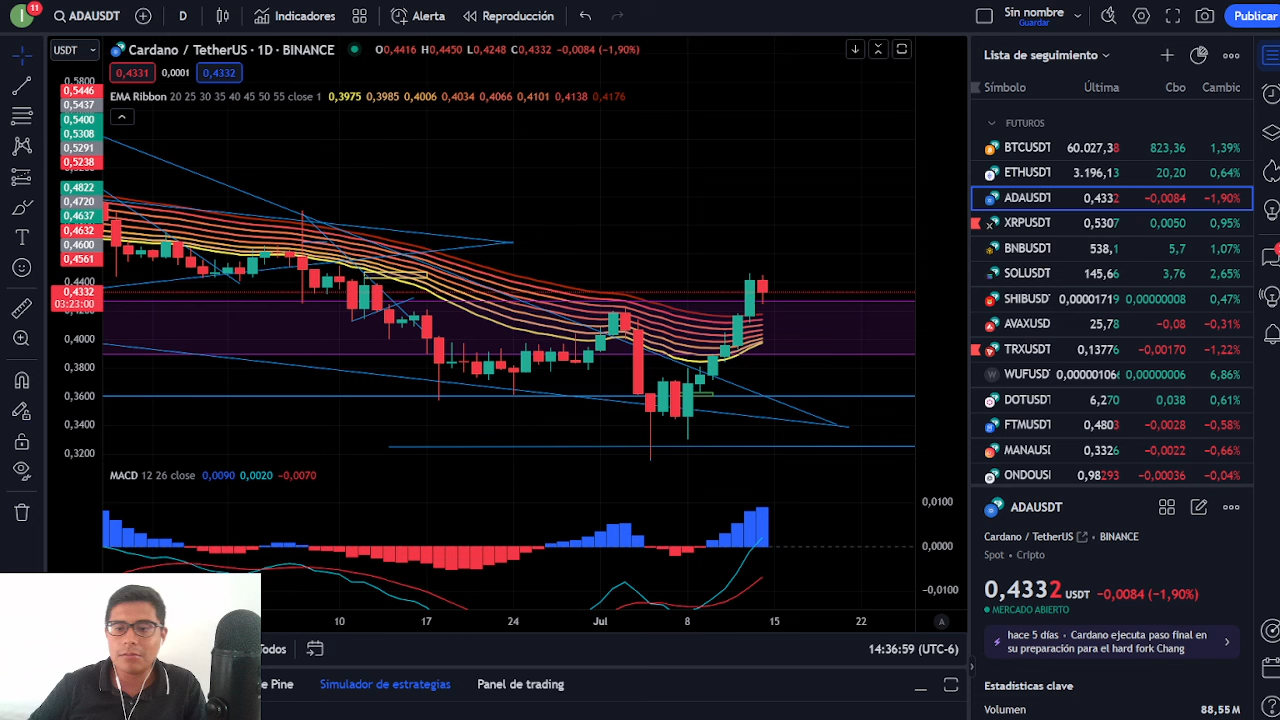 I 11 ADAUSDT D Indicadores Alerta Reproducción Sin nombre Guardar Publicar
USDT Cardano / TetherUS · 1D · BINANCE O0,4416 H0,4450 L0,4248 C0,4332 −0,0084 (−1,90%)
0,4331 0,0001 0,4332
EMA Ribbon 20 25 30 35 40 45 50 55 close 1 0,3975 0,3985 0,4006 0,4034 0,4066 0,4101 0,4138 0,4176
0,5800
0,5446
0,5437
0,5400
0,5308
0,5291
0,5238
0,4822
0,4720
0,4637
0,4632
0,4600
0,4561
0,4400
0,4332
03:23:00
0,4000
0,3800
0,3600
0,3400
0,3200
MACD 12 26 close 0,0090 0,0020 −0,0070
0,0100
0,0000
−0,0100
10 17 24 Jul 8 15 22 A
Todos 14:36:59 (UTC-6)
e Pine Simulador de estrategias Panel de trading
Lista de seguimiento
Símbolo Última Cbo Cambic
FUTUROS
BTCUSDT 60.027,38 823,36 1,39%
ETHUSDT 3.196,13 20,20 0,64%
ADAUSDT 0,4332 −0,0084 −1,90%
XRPUSDT 0,5307 0,0050 0,95%
BNBUSDT 538,1 5,7 1,07%
SOLUSDT 145,66 3,76 2,65%
SHIBUSD 0,00001719 0,00000008 0,47%
AVAXUSD 25,78 −0,08 −0,31%
TRXUSDT 0,13776 −0,00170 −1,22%
WUFUSD 0,00000106 0,00000006 6,86%
DOTUSDT 6,270 0,038 0,61%
FTMUSDT 0,4803 −0,0028 −0,58%
MANAUSI 0,3326 −0,0022 −0,66%
ONDOUSI 0,98293 −0,00036 −0,04%
ADAUSDT
Cardano / TetherUS · BINANCE
Spot · Cripto
0,4332 USDT −0,0084 (−1,90%)
MERCADO ABIERTO
hace 5 días · Cardano ejecuta paso final en
su preparación para el hard fork Chang
Estadísticas clave
Volumen 88,55M